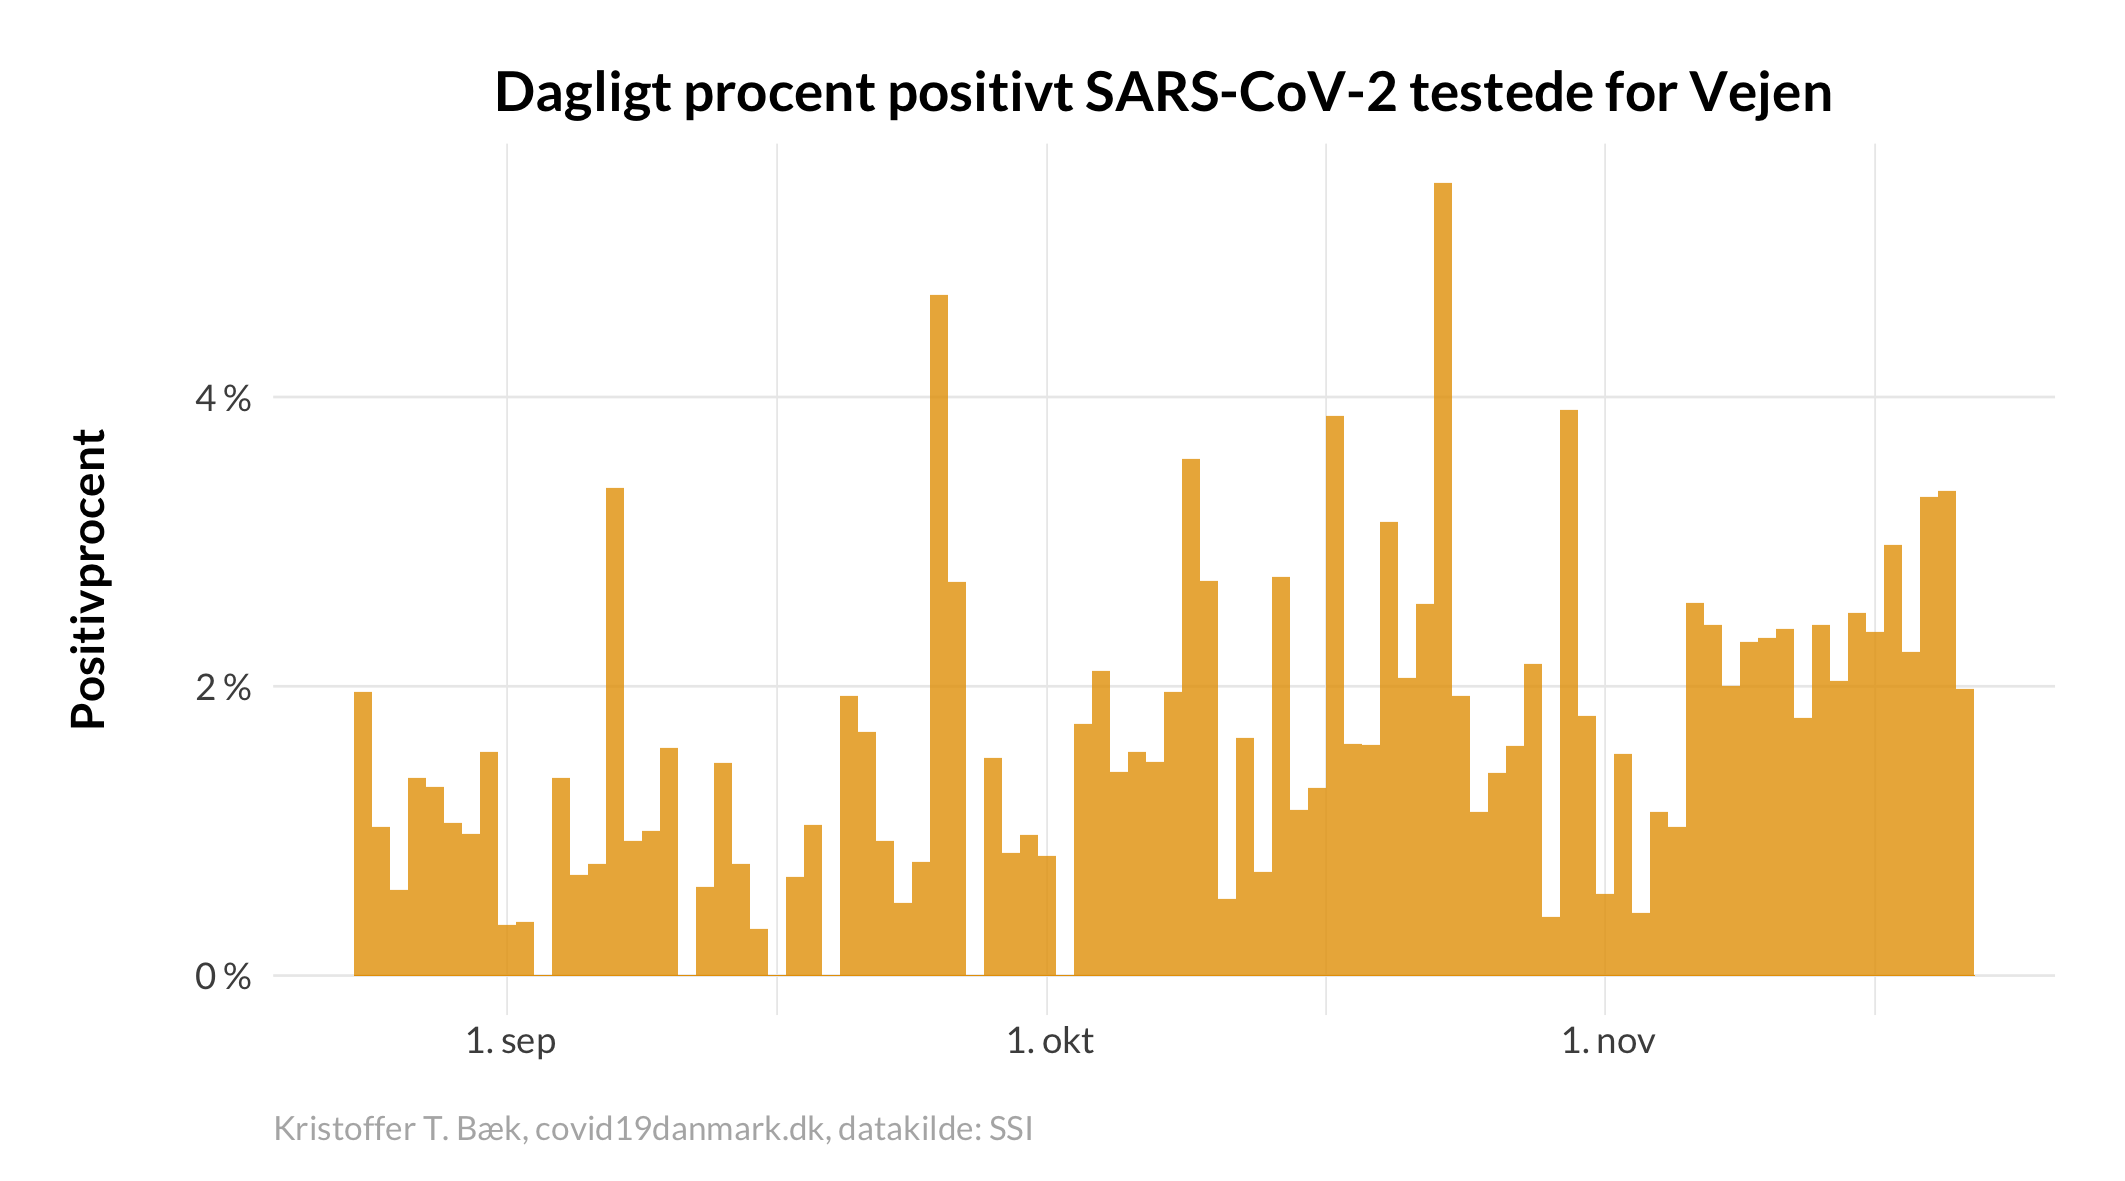 Dagligt procent positivt SARS-CoV-2 testede for Vejen
Positivprocent
4 %
2 %
0 %
1. sep
1. okt
1. nov
Kristoffer T. Bæk, covid19danmark.dk, datakilde: SSI